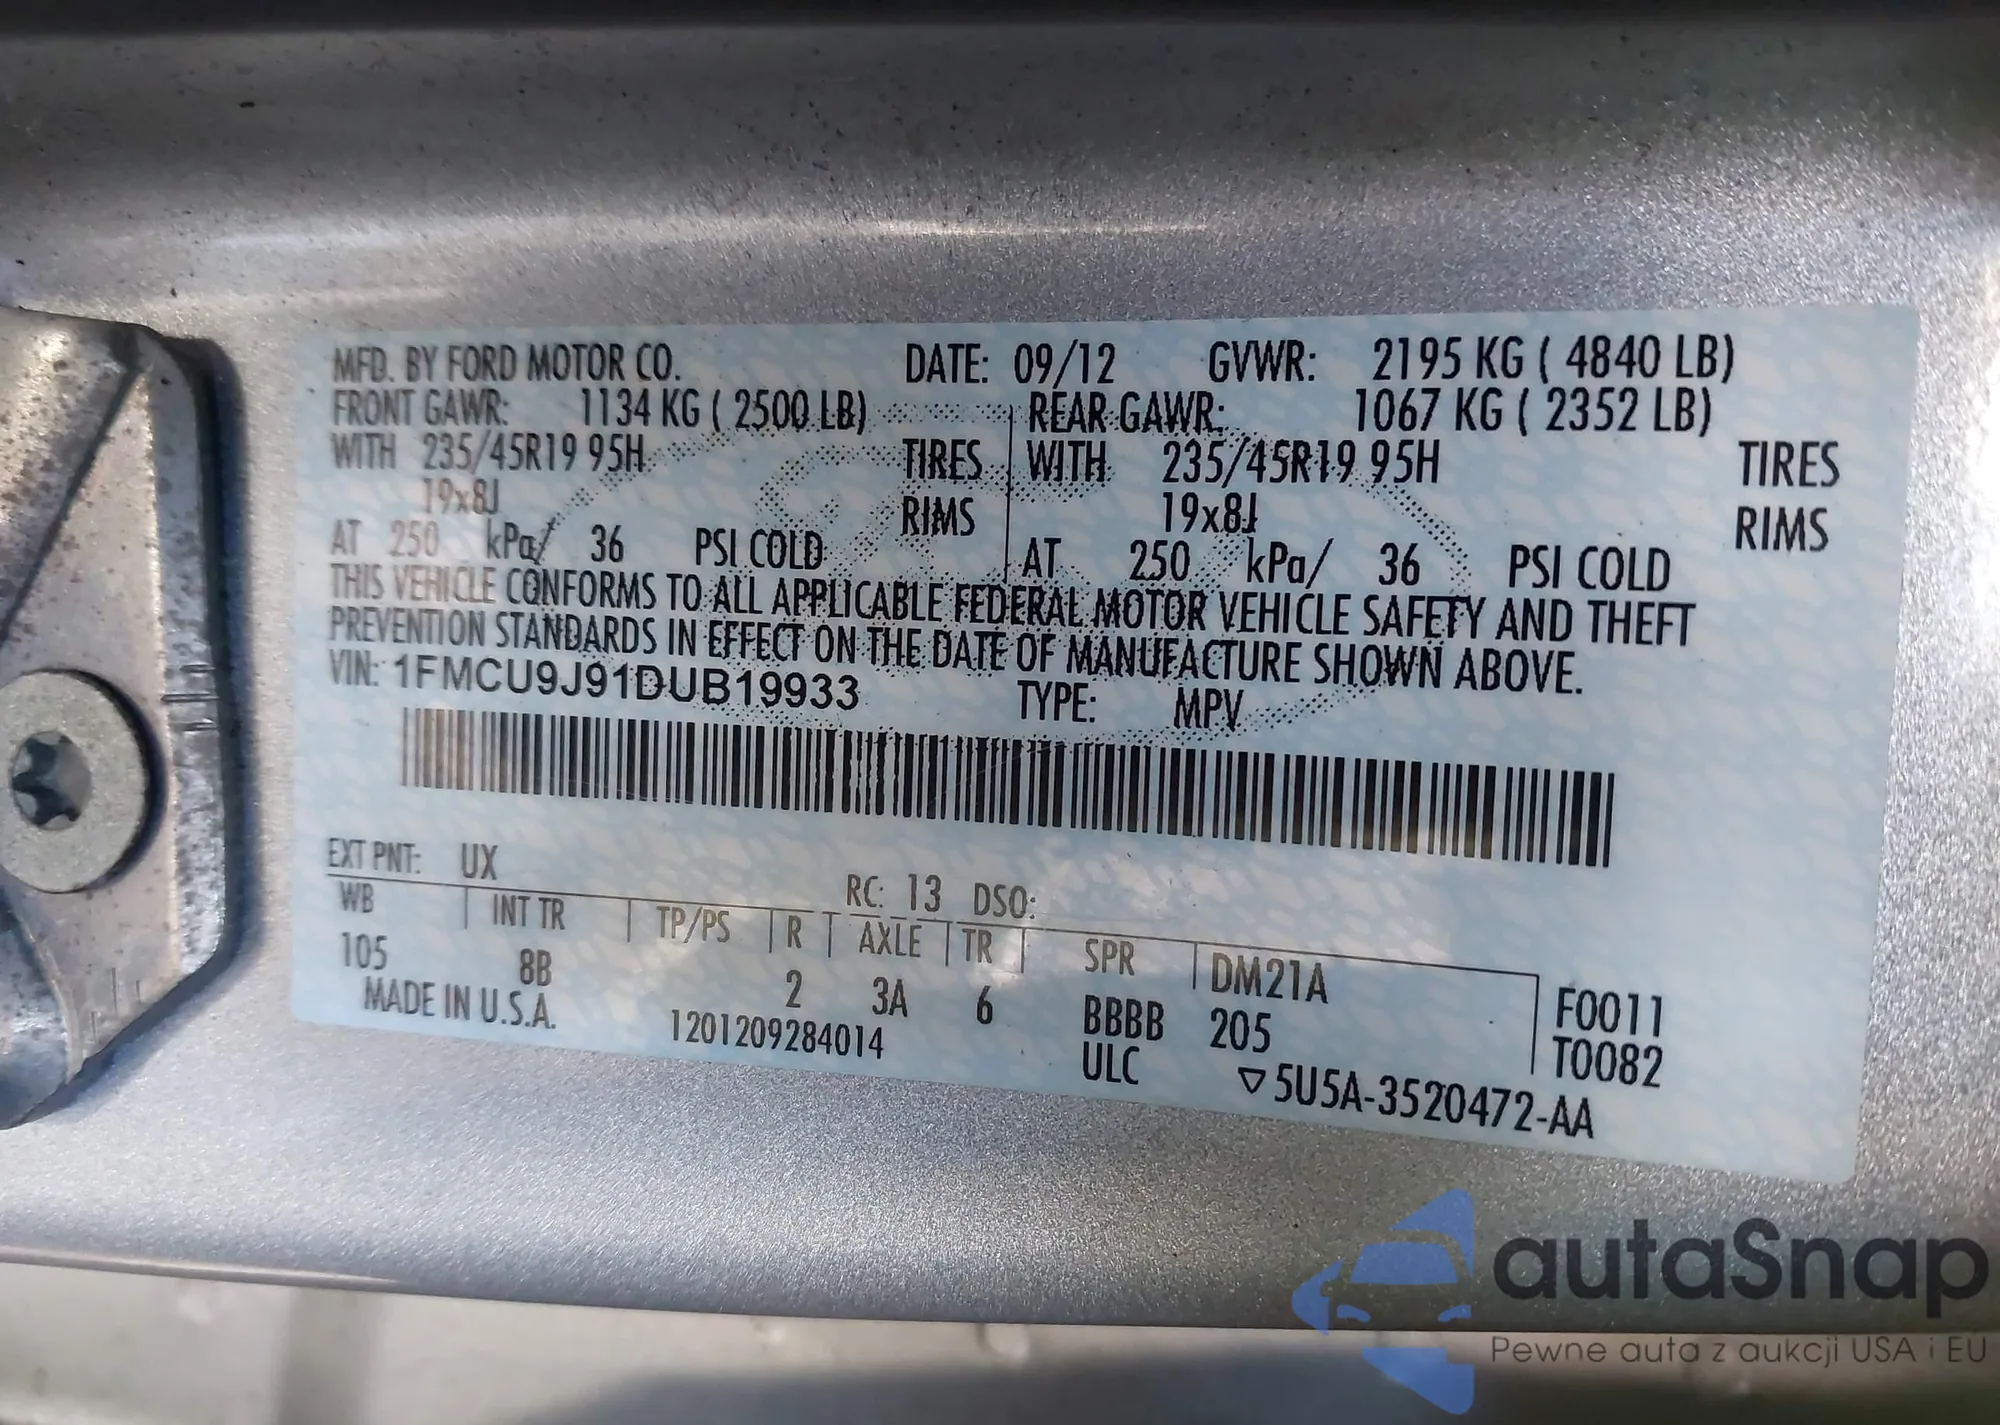 MFD. BY FORD MOTOR CO. DATE: 09/12 GVWR: 2195 KG ( 4840 LB)
FRONT GAWR: 1134 KG ( 2500 LB) REAR GAWR: 1067 KG ( 2352 LB)
WITH 235/45R19 95H TIRES WITH 235/45R19 95H TIRES
19x8J RIMS 19x8J RIMS
AT 250 kPa/ 36 PSI COLD AT 250 kPa/ 36 PSI COLD
THIS VEHICLE CONFORMS TO ALL APPLICABLE FEDERAL MOTOR VEHICLE SAFETY AND THEFT
PREVENTION STANDARDS IN EFFECT ON THE DATE OF MANUFACTURE SHOWN ABOVE.
VIN: 1FMCU9J91DUB19933 TYPE: MPV
EXT PNT: UX RC: 13 DSO:
WB INT TR TP/PS R AXLE TR SPR DM21A F0011
105 8B 2 3A 6 BBBB 205 T0082
MADE IN U.S.A. 1201209284014 ULC ▽5U5A-3520472-AA
autaSnap
Pewne auta z aukcji USA i EU